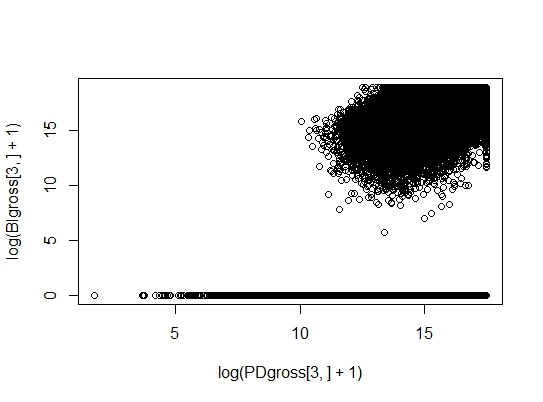 log(BIgross[3, ] + 1)
15
10
5
0
5 10 15
log(PDgross[3, ] + 1)